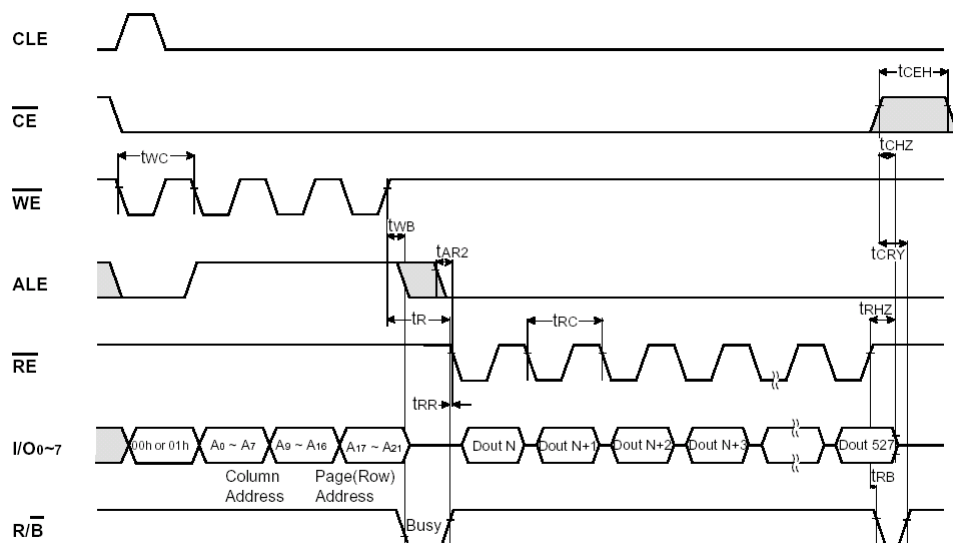 CLE
tCEH
CE
tCHZ
tWC
WE
tWB
tCRY
tAR2
ALE
tR
tRC
tRHZ
RE
tRR
I/O0~7
00h or 01h
A0 ~ A7
A9 ~ A16
A17 ~ A21
Dout N
Dout N+1
Dout N+2
Dout N+3
Dout 527
Column
Address
Page(Row)
Address
tRB
R/B
Busy